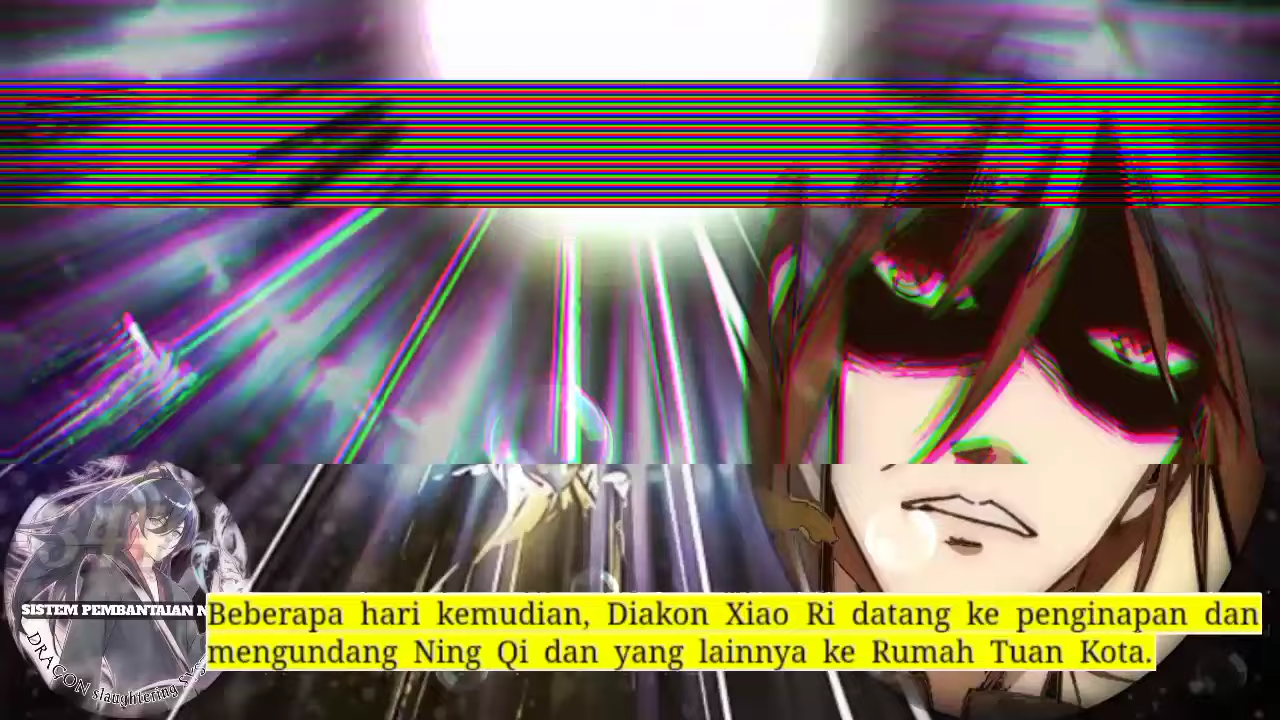 SISTEM PEMBANTAIAN N
DRAGON slaughtering
Beberapa hari kemudian, Diakon Xiao Ri datang ke penginapan dan
mengundang Ning Qi dan yang lainnya ke Rumah Tuan Kota.